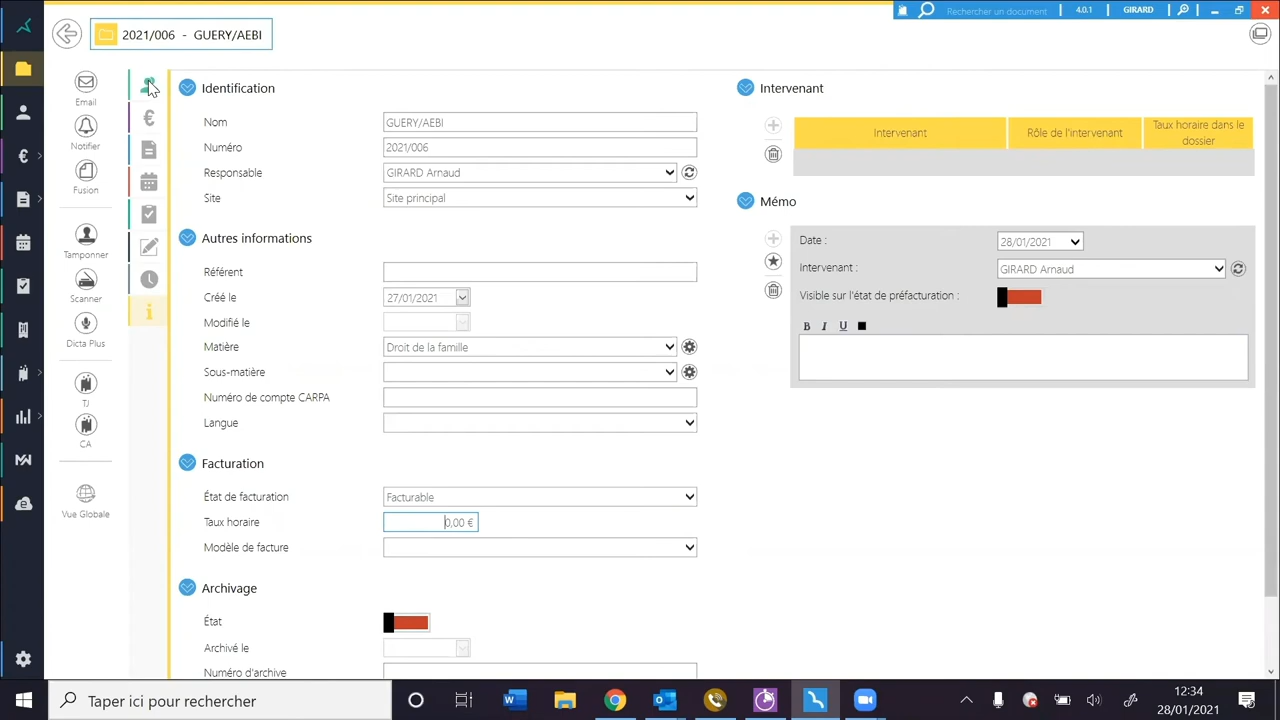 Rechercher un document
4.0.1
GIRARD
2021/006 - GUERY/AEBI
Email
Notifier
Fusion
Tamponner
Scanner
Dicta Plus
TJ
CA
Vue Globale
Identification
Nom
GUERY/AEBI
Numéro
2021/006
Responsable
GIRARD Arnaud
Site
Site principal
Autres informations
Référent
Créé le
27/01/2021
Modifié le
Matière
Droit de la famille
Sous-matière
Numéro de compte CARPA
Langue
Facturation
État de facturation
Facturable
Taux horaire
0,00 €
Modèle de facture
Archivage
État
Archivé le
Numéro d'archive
Intervenant
Intervenant
Rôle de l'intervenant
Taux horaire dans le
dossier
Mémo
Date :
28/01/2021
Intervenant :
GIRARD Arnaud
Visible sur l'état de préfacturation :
B I U
Taper ici pour rechercher
12:34
28/01/2021